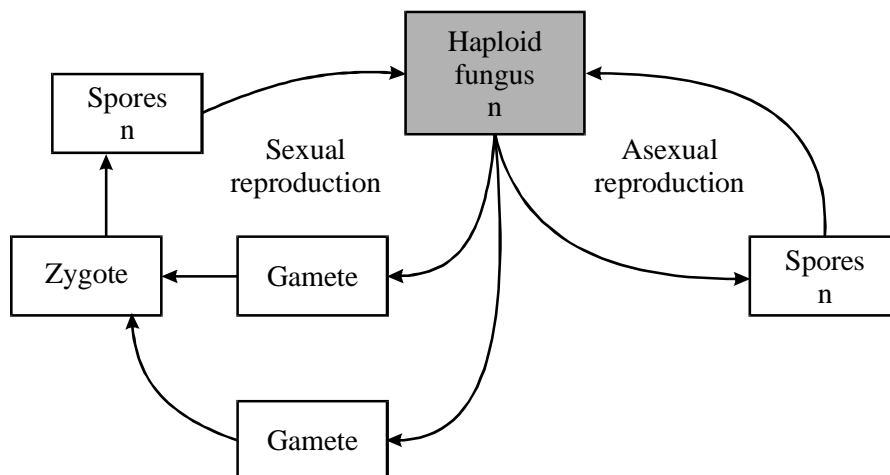 Haploid
fungus
n
Spores
n
Sexual
reproduction
Asexual
reproduction
Zygote
Gamete
Spores
n
Gamete